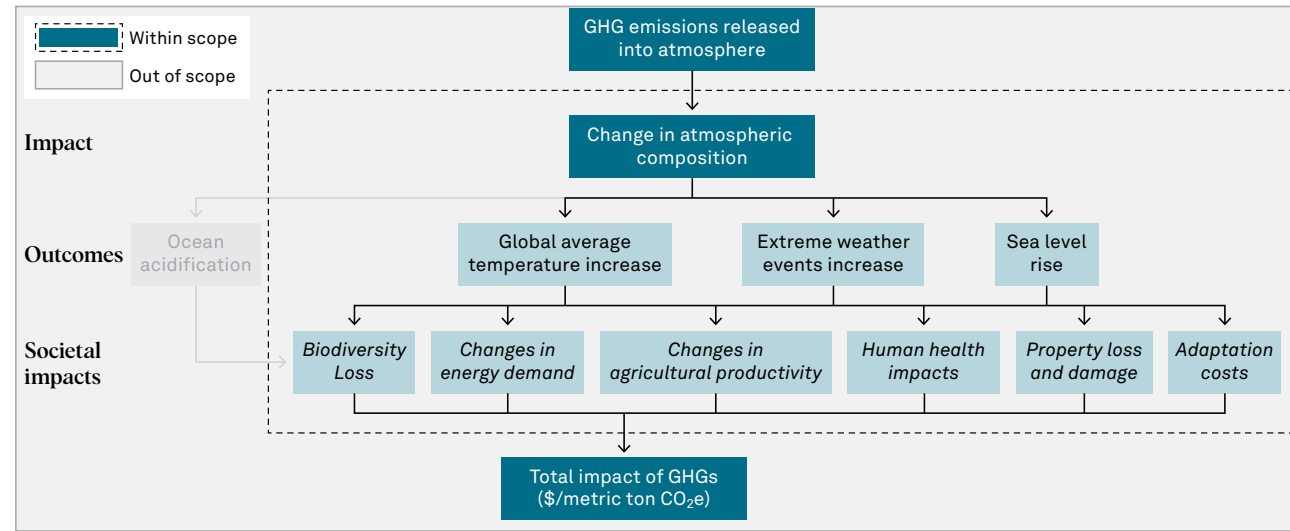 Within scope
Out of scope
GHG emissions released
into atmosphere
Impact
Change in atmospheric
composition
Outcomes
Ocean
acidification
Global average
temperature increase
Extreme weather
events increase
Sea level
rise
Societal
impacts
Biodiversity
Loss
Changes in
energy demand
Changes in
agricultural productivity
Human health
impacts
Property loss
and damage
Adaptation
costs
Total impact of GHGs
($/metric ton CO₂e)